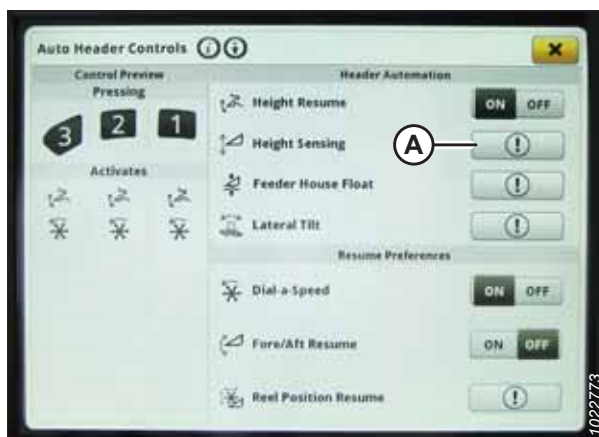 Auto Header Controls
Control Preview
Pressing
3 2 1
Activates
Header Automation
Height Resume ON OFF
Height Sensing
A
Feeder House Float
Lateral Tilt
Resume Preferences
Dial-a-Speed ON OFF
Fore/Aft Resume ON OFF
Reel Position Resume
1022773